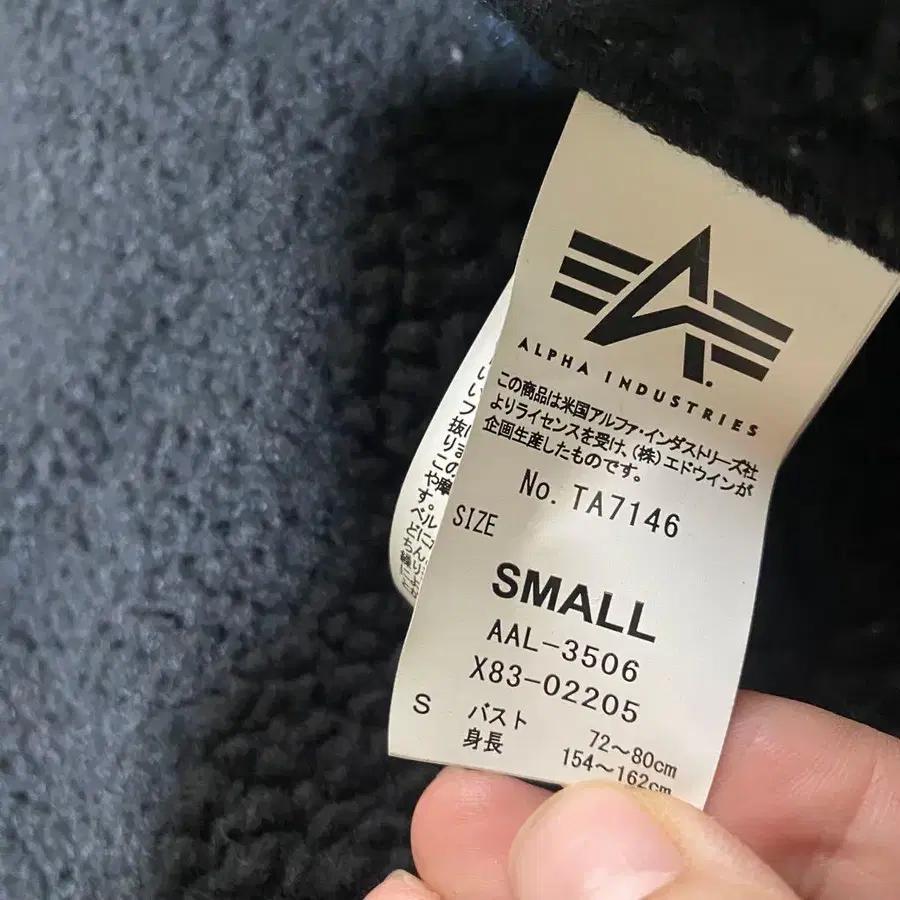 ALPHA INDUSTRIES
この商品は米国アルファ・インダストリーズ社
よりライセンスを受け、(株)エドウインが
企画生産したものです。
No. TA7146
SIZE
SMALL
AAL-3506
X83-02205
S バスト 72～80cm
身長 154～162cm